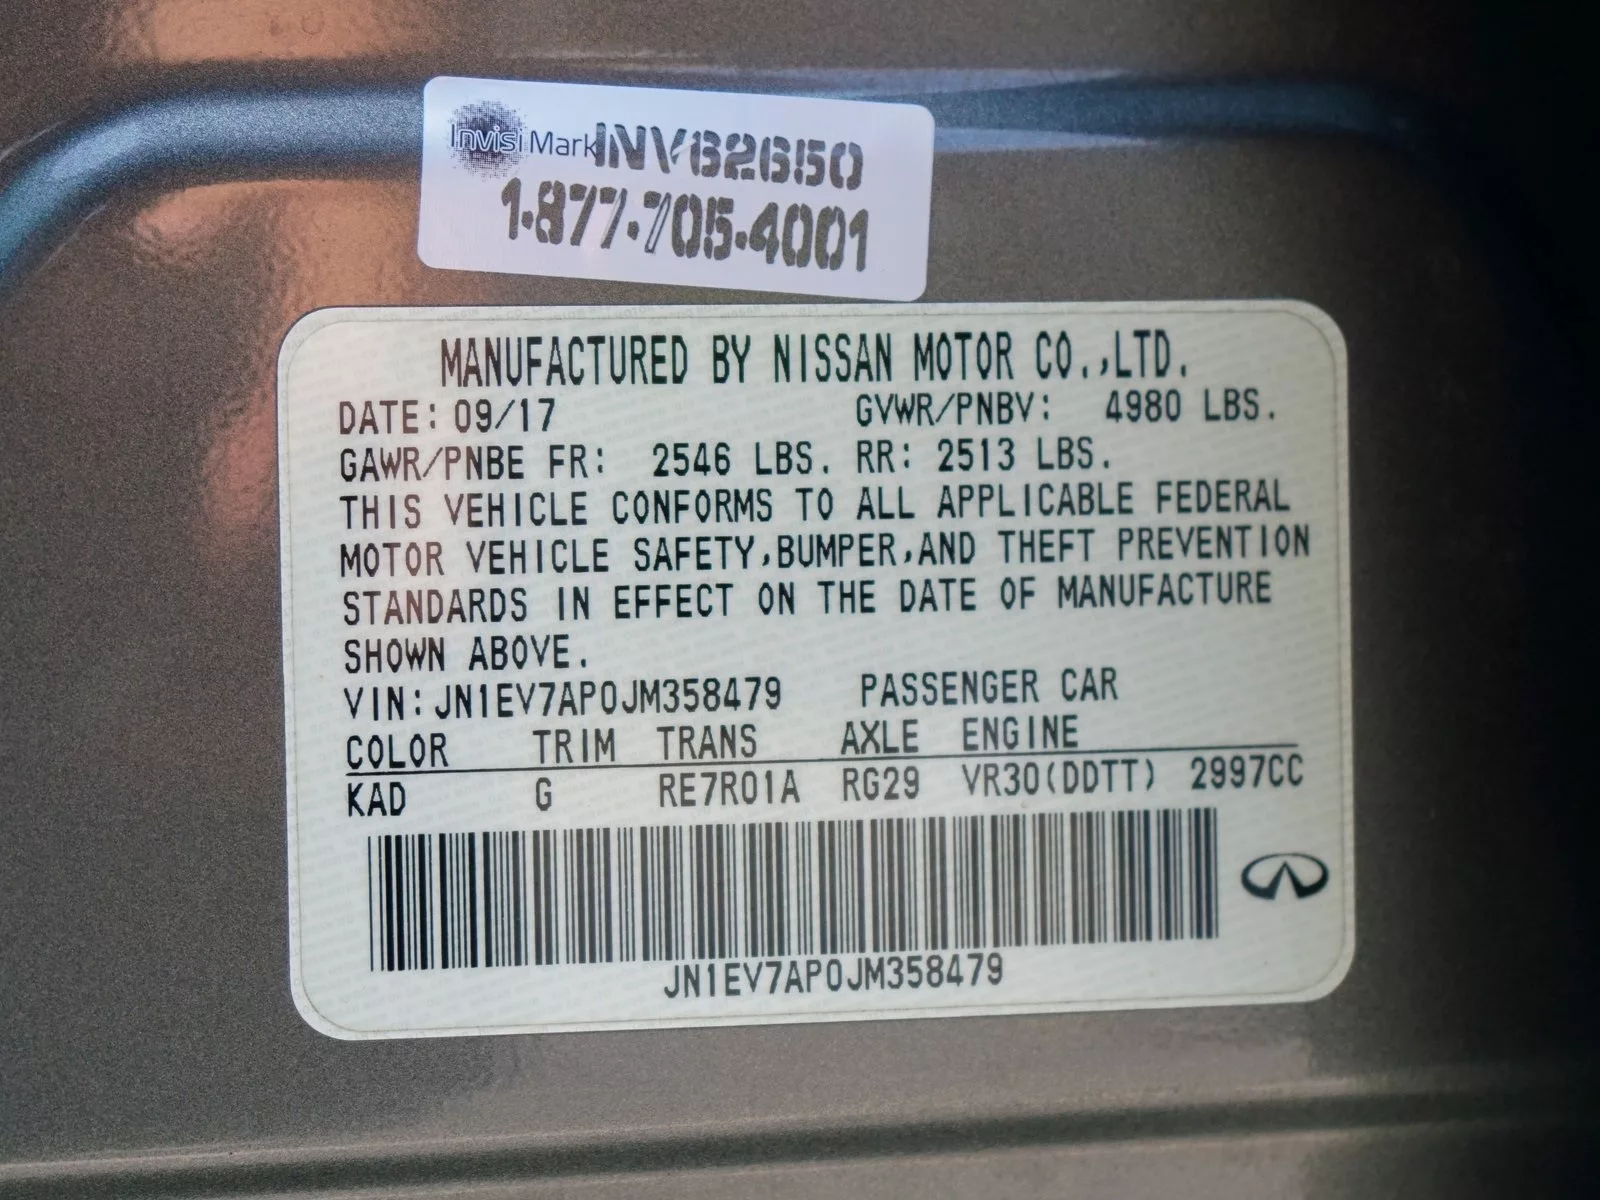 Invisi Mark INV62650
1-877-705-4001
MANUFACTURED BY NISSAN MOTOR CO.,LTD.
DATE: 09/17 GVWR/PNBV: 4980 LBS.
GAWR/PNBE FR: 2546 LBS. RR: 2513 LBS.
THIS VEHICLE CONFORMS TO ALL APPLICABLE FEDERAL
MOTOR VEHICLE SAFETY,BUMPER,AND THEFT PREVENTION
STANDARDS IN EFFECT ON THE DATE OF MANUFACTURE
SHOWN ABOVE.
VIN:JN1EV7AP0JM358479 PASSENGER CAR
COLOR TRIM TRANS AXLE ENGINE
KAD G RE7R01A RG29 VR30(DDTT) 2997CC
JN1EV7AP0JM358479